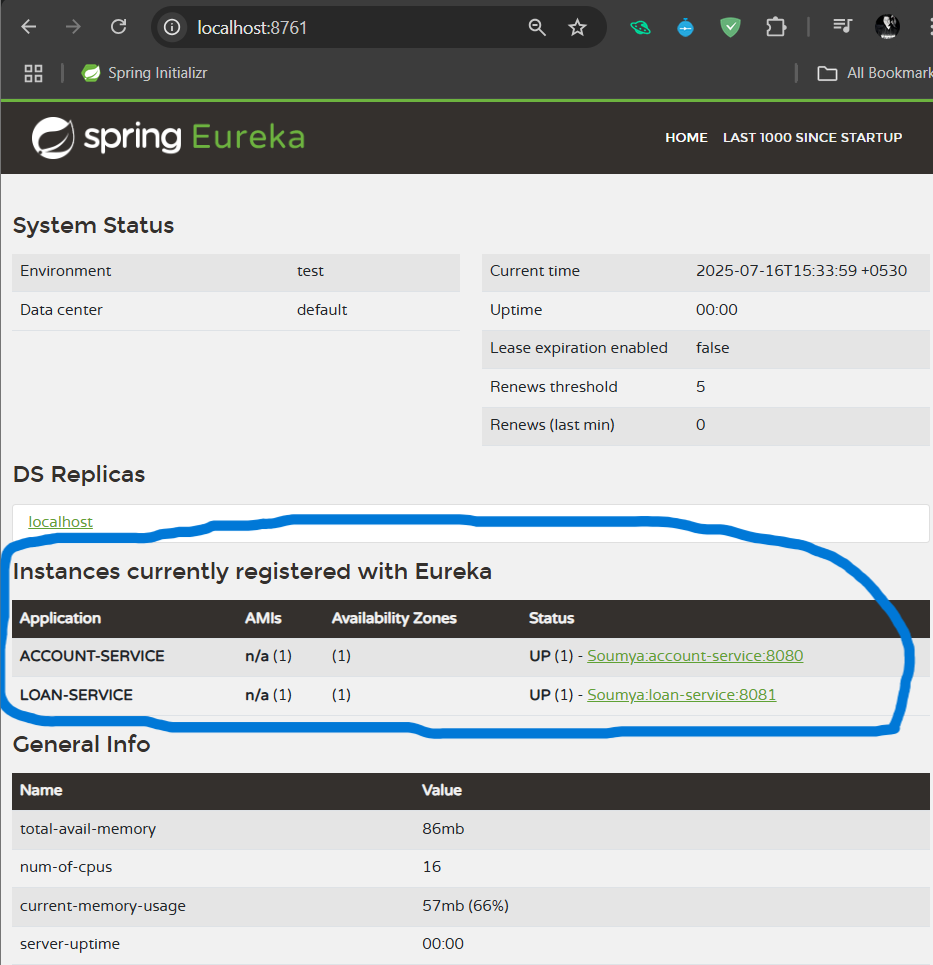 localhost:8761
Spring Initializr
All Bookmark
spring Eureka
HOME LAST 1000 SINCE STARTUP
System Status
Environment test
Data center default
Current time 2025-07-16T15:33:59 +0530
Uptime 00:00
Lease expiration enabled false
Renews threshold 5
Renews (last min) 0
DS Replicas
localhost
Instances currently registered with Eureka
Application AMIs Availability Zones Status
ACCOUNT-SERVICE n/a (1) (1) UP (1) - Soumya:account-service:8080
LOAN-SERVICE n/a (1) (1) UP (1) - Soumya:loan-service:8081
General Info
Name Value
total-avail-memory 86mb
num-of-cpus 16
current-memory-usage 57mb (66%)
server-uptime 00:00